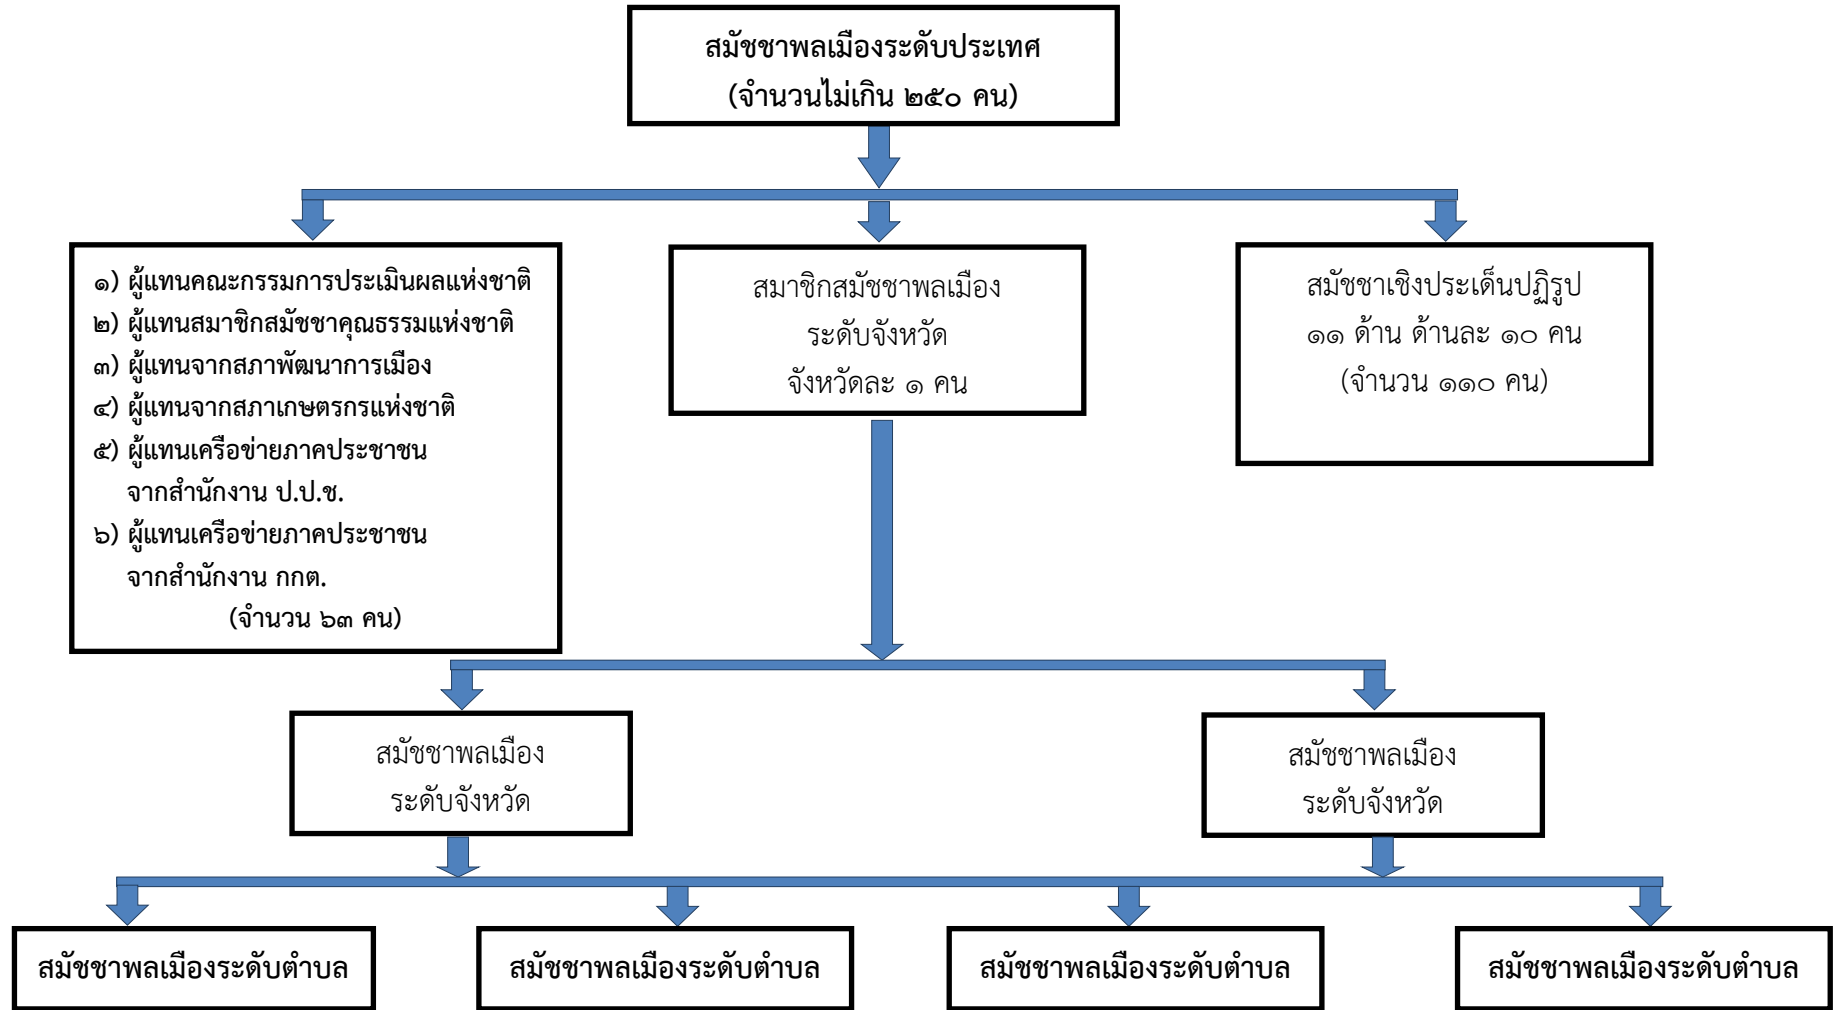 สมัชชาพลเมืองระดับประเทศ
(จำนวนไม่เกิน ๒๕๐ คน)
๑) ผู้แทนคณะกรรมการประเมินผลแห่งชาติ
๒) ผู้แทนสมาชิกสมัชชาคุณธรรมแห่งชาติ
๓) ผู้แทนจากสภาพัฒนาการเมือง
๔) ผู้แทนจากสภาเกษตรกรแห่งชาติ
๕) ผู้แทนเครือข่ายภาคประชาชน
จากสำนักงาน ป.ป.ช.
๖) ผู้แทนเครือข่ายภาคประชาชน
จากสำนักงาน กกต.
(จำนวน ๖๓ คน)
สมาชิกสมัชชาพลเมือง
ระดับจังหวัด
จังหวัดละ ๑ คน
สมัชชาเชิงประเด็นปฏิรูป
๑๑ ด้าน ด้านละ ๑๐ คน
(จำนวน ๑๑๐ คน)
สมัชชาพลเมือง
ระดับจังหวัด
สมัชชาพลเมือง
ระดับจังหวัด
สมัชชาพลเมืองระดับตำบล
สมัชชาพลเมืองระดับตำบล
สมัชชาพลเมืองระดับตำบล
สมัชชาพลเมืองระดับตำบล